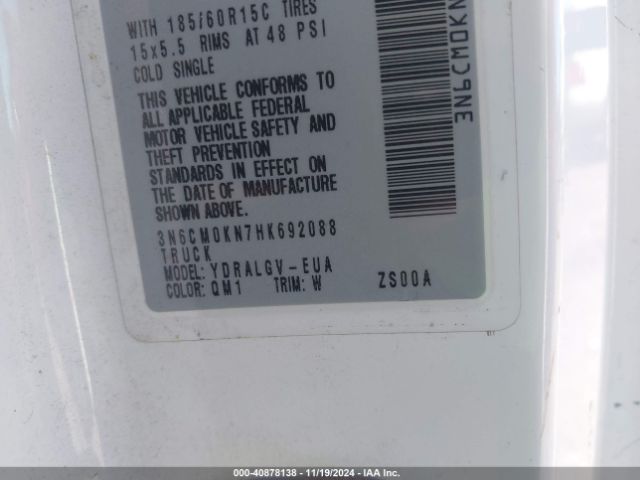 WITH 185/60R15C TIRES
15x5.5 RIMS AT 48 PSI
COLD SINGLE
THIS VEHICLE CONFORMS TO
ALL APPLICABLE FEDERAL
MOTOR VEHICLE SAFETY AND
THEFT PREVENTION
STANDARDS IN EFFECT ON
THE DATE OF MANUFACTURE
SHOWN ABOVE.
3N6CM0KN7HK692088
TRUCK
MODEL: YDRALGV-EUA
COLOR: QM1 TRIM: W ZS00A
3N6CM0KN
000-40878138 - 11/19/2024 - IAA Inc.